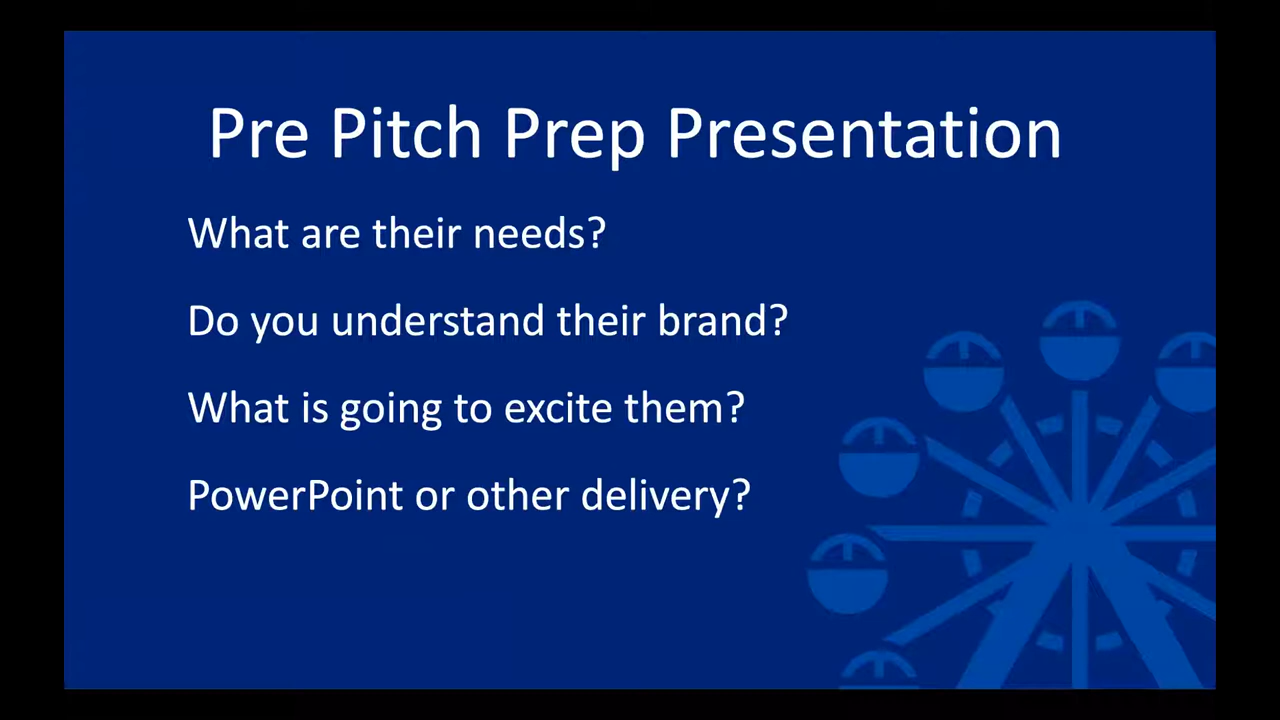 Pre Pitch Prep Presentation
What are their needs?
Do you understand their brand?
What is going to excite them?
PowerPoint or other delivery?